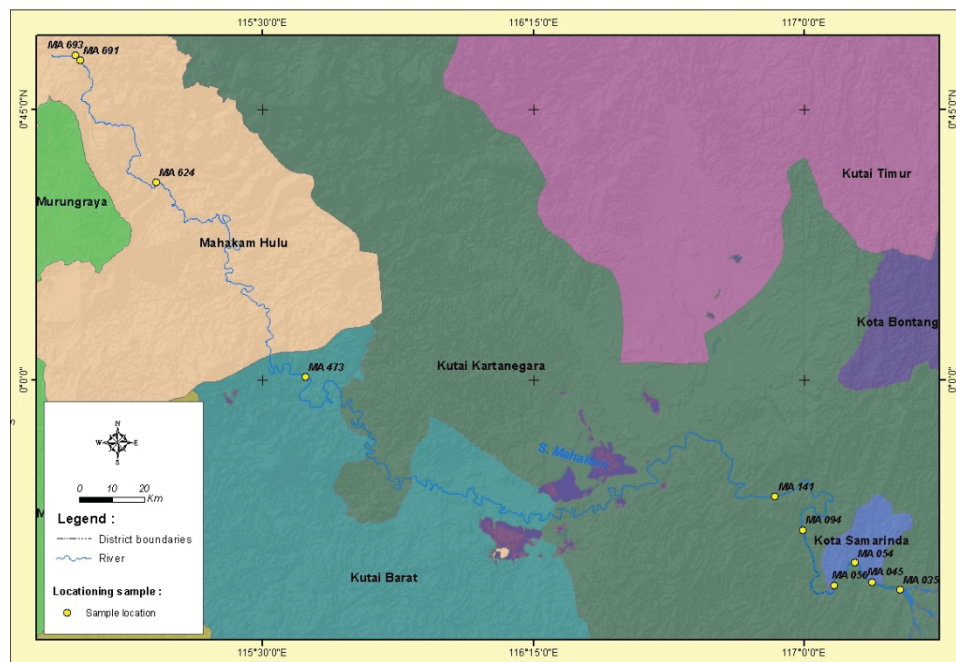 115°30'0"E
116°15'0"E
117°0'0"E
MA 693
MA 691
0°45'0"N
0°45'0"N
MA 624
Kutai Timur
Murungraya
Mahakam Hulu
Kota Bontang
MA 473
Kutai Kartanegara
0°0'0"
N
W
E
S
S. Mahakam
0
10
20
Km
MA 141
Legend :
MA 094
District boundaries
Kota Samarinda
River
MA 054
Kutai Barat
MA 056
MA 045
MA 035
Locationing sample :
Sample location
115°30'0"E
116°15'0"E
117°0'0"E